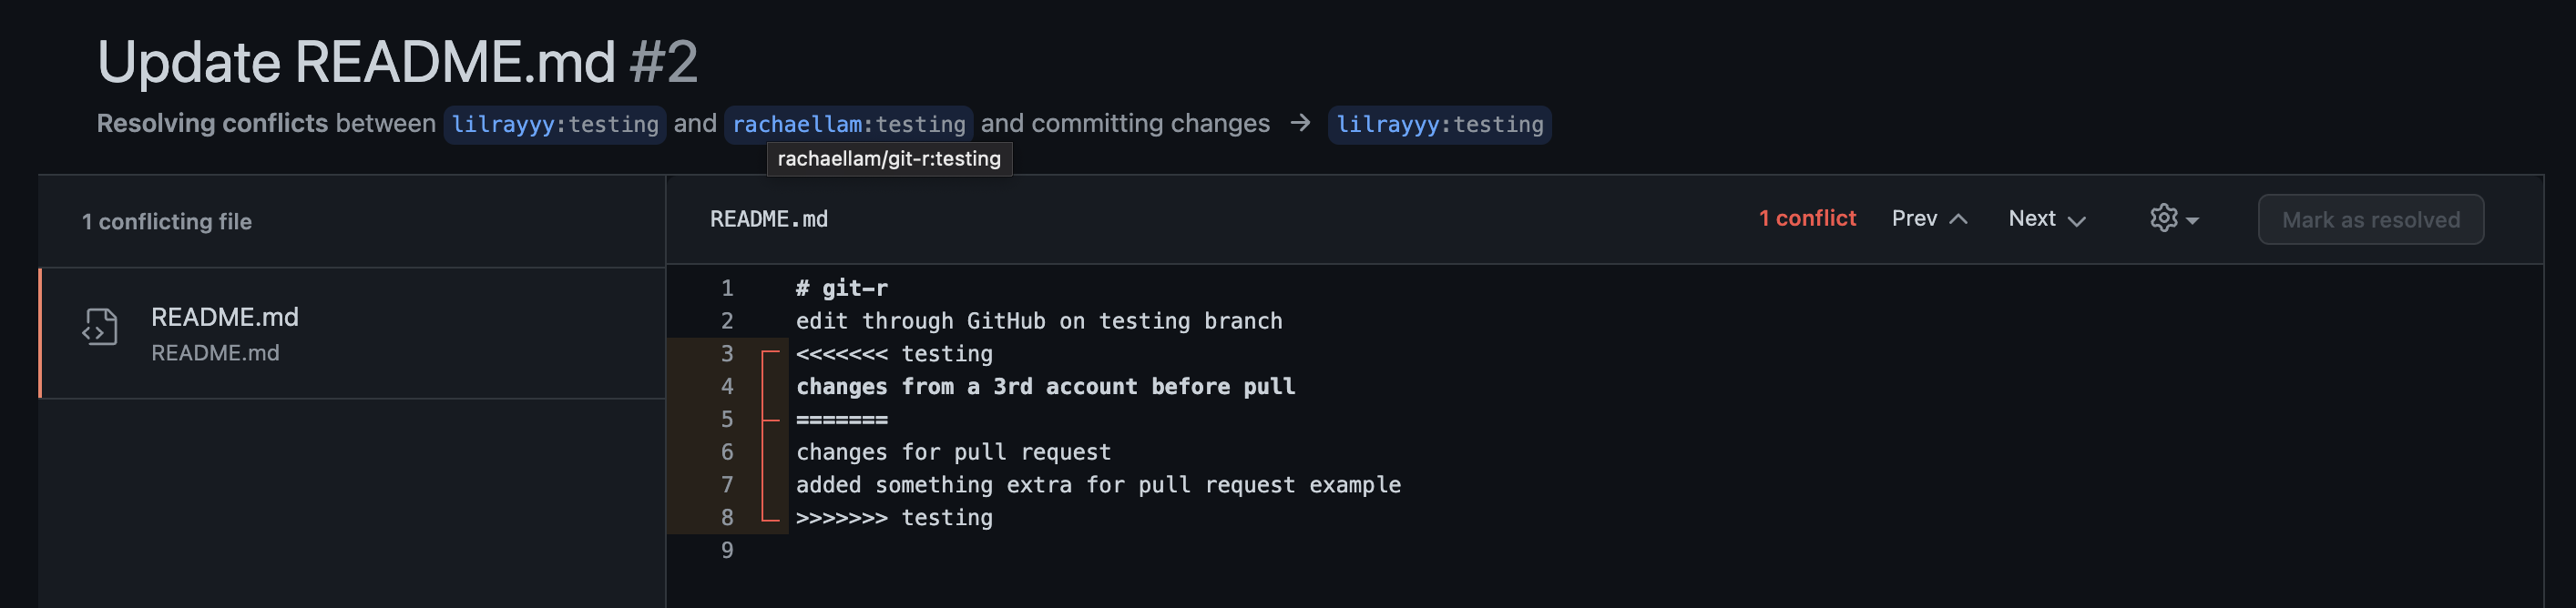 Update README.md #2
Resolving conflicts between lilrayyy:testing and rachaellam:testing and committing changes → lilrayyy:testing
rachaellam/git-r:testing
1 conflicting file
README.md
README.md
README.md 1 conflict Prev Next Mark as resolved
1 # git-r
2 edit through GitHub on testing branch
3 <<<<<<< testing
4 changes from a 3rd account before pull
5 =======
6 changes for pull request
7 added something extra for pull request example
8 >>>>>>> testing
9